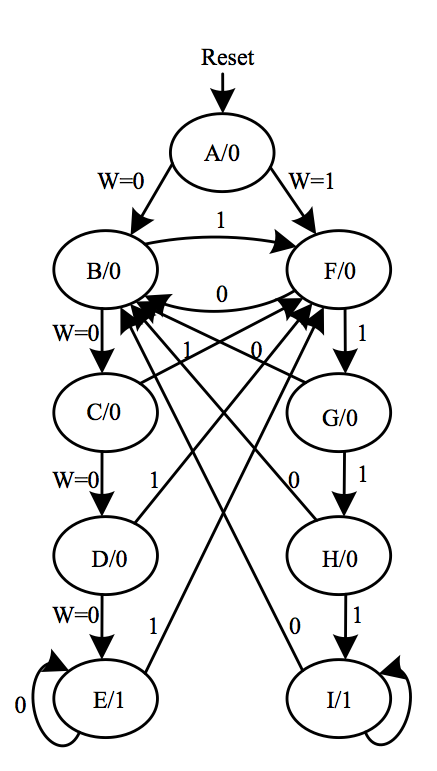 Reset
A/0
W=0 W=1
1
B/0 F/0
0
W=0 1
1 0
C/0 G/0
W=0 1 0 1
D/0 H/0
W=0 1 0 1
E/1 I/1
0